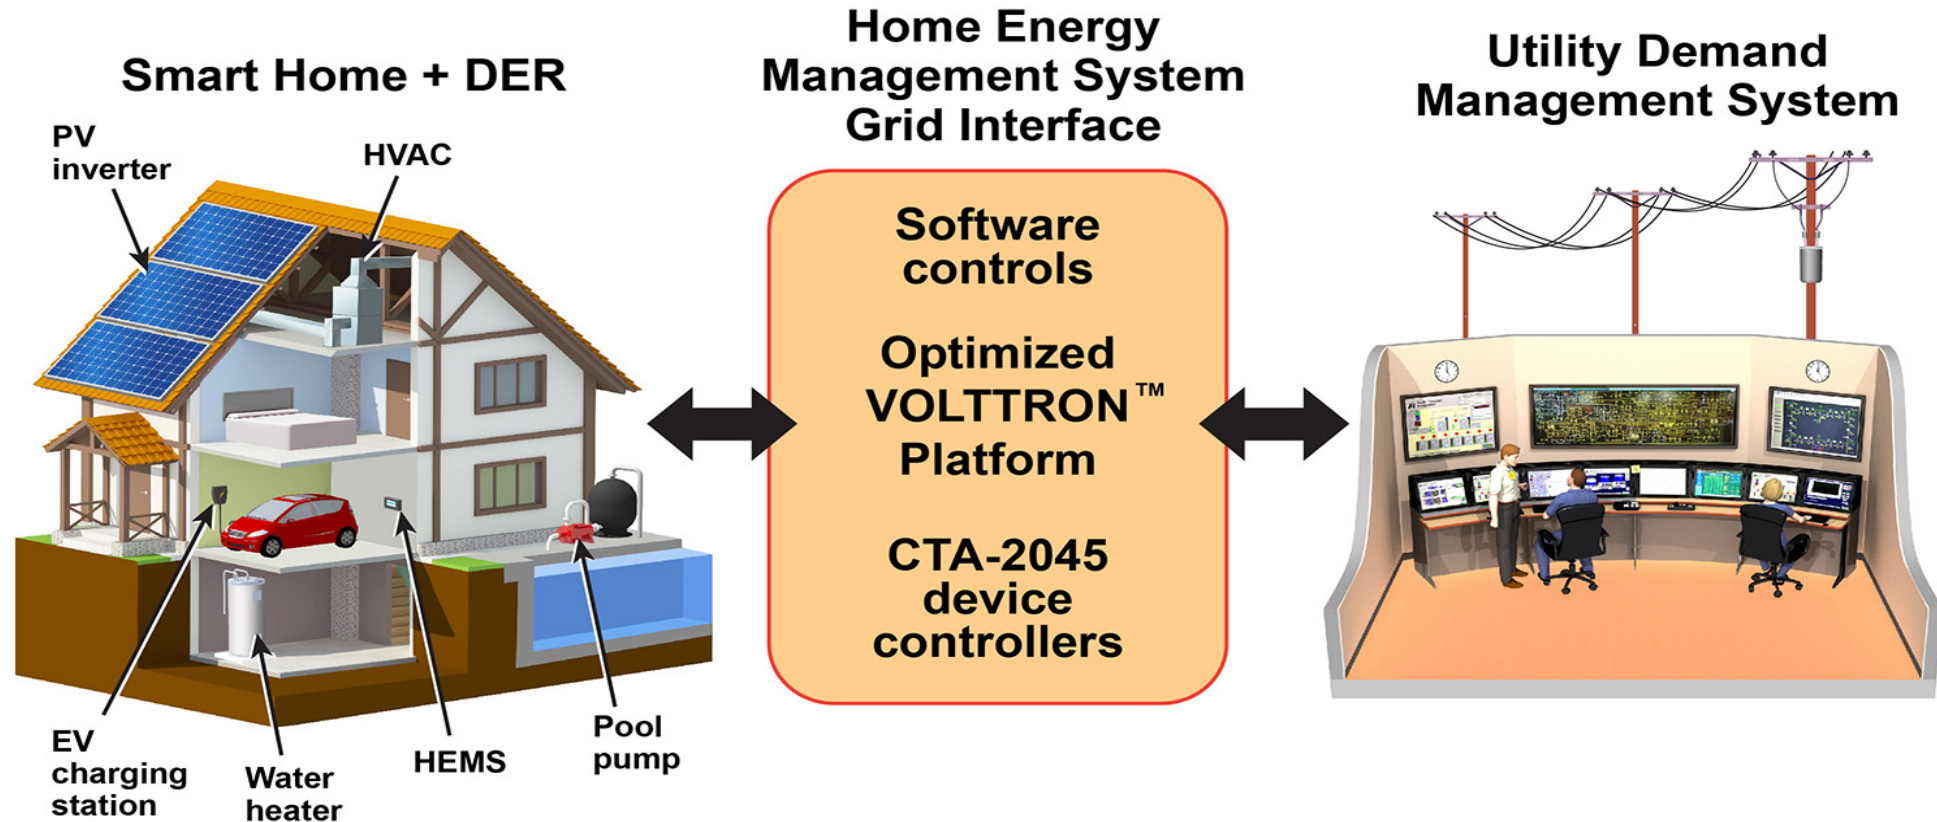 Smart Home + DER
PV
inverter
HVAC
EV
charging
station
Water
heater
HEMS
Pool
pump
Home Energy
Management System
Grid Interface
Software
controls
Optimized
VOLTTRON™
Platform
CTA-2045
device
controllers
Utility Demand
Management System